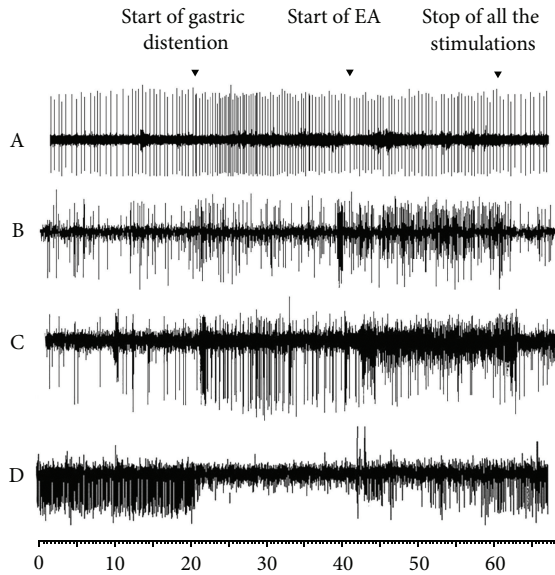 Start of gastric
distention
Start of EA
Stop of all the
stimulations
A
B
C
D
0 10 20 30 40 50 60